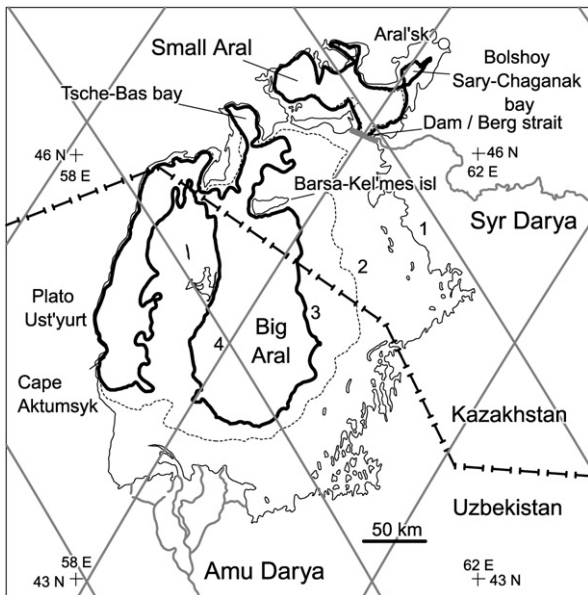 Aral'sk
Small Aral
Bolshoy
Sary-Chaganak
bay
Tsche-Bas bay
Dam / Berg strait
46 N
58 E
46 N
62 E
Barsa-Kel'mes isl
1
Syr Darya
2
Plato
Ust'yurt
3
Big
Aral
4
Cape
Aktumsyk
Kazakhstan
Uzbekistan
50 km
58 E
43 N
Amu Darya
62 E
43 N